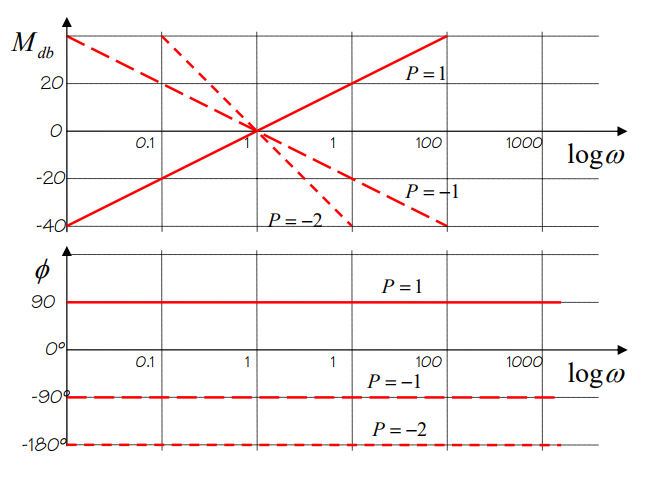 M_db
20
P = 1
0
0.1 1 1 100 1000
log ω
-20
P = −1
-40
P = −2
ϕ
90
P = 1
0°
0.1 1 1 100 1000
log ω
P = −1
-90°
P = −2
-180°